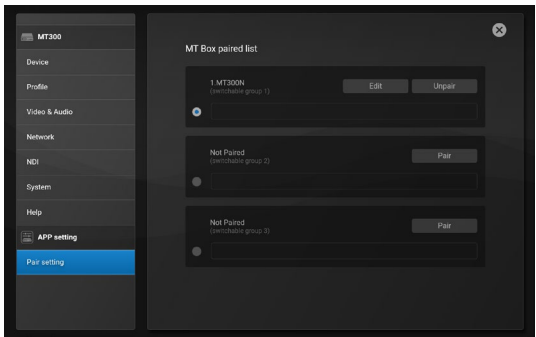 MT300
Device
Profile
Video & Audio
Network
NDI
System
Help
APP setting
Pair setting
MT Box paired list
1.MT300N
(switchable group 1)
Edit
Unpair
Not Paired
(switchable group 2)
Pair
Not Paired
(switchable group 3)
Pair